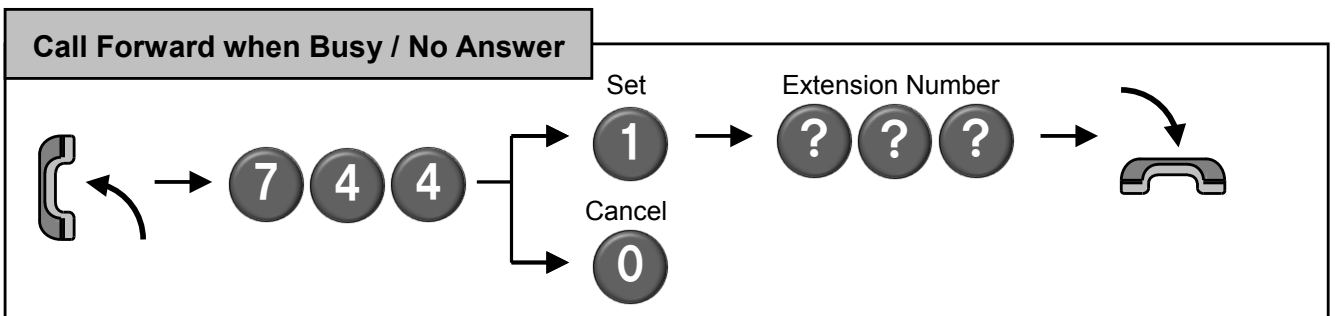 Call Forward when Busy / No Answer
Set
Extension Number
7 4 4
1
? ? ?
Cancel
0